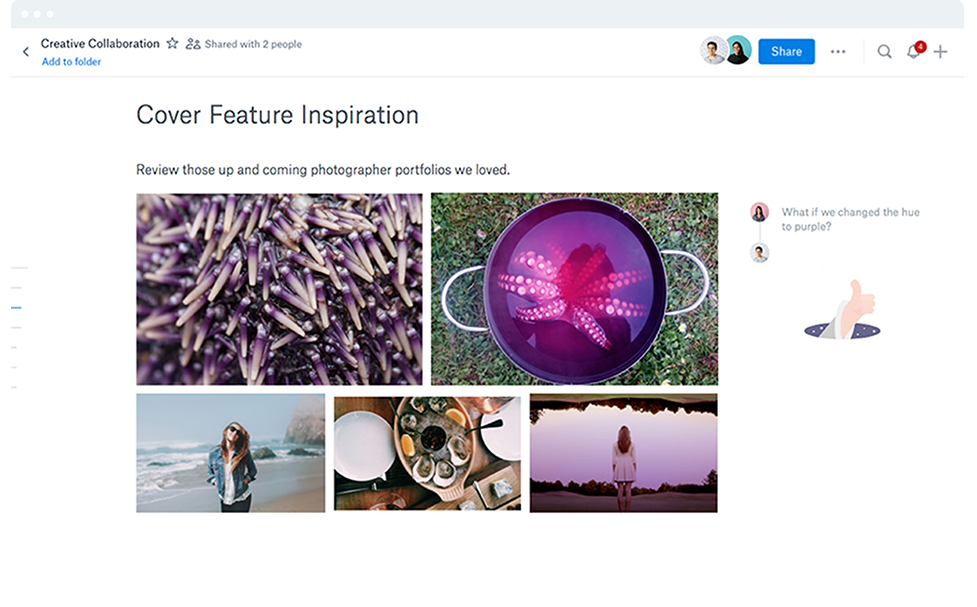 Creative Collaboration
Shared with 2 people
Add to folder
Share
4
Cover Feature Inspiration
Review those up and coming photographer portfolios we loved.
What if we changed the hue
to purple?